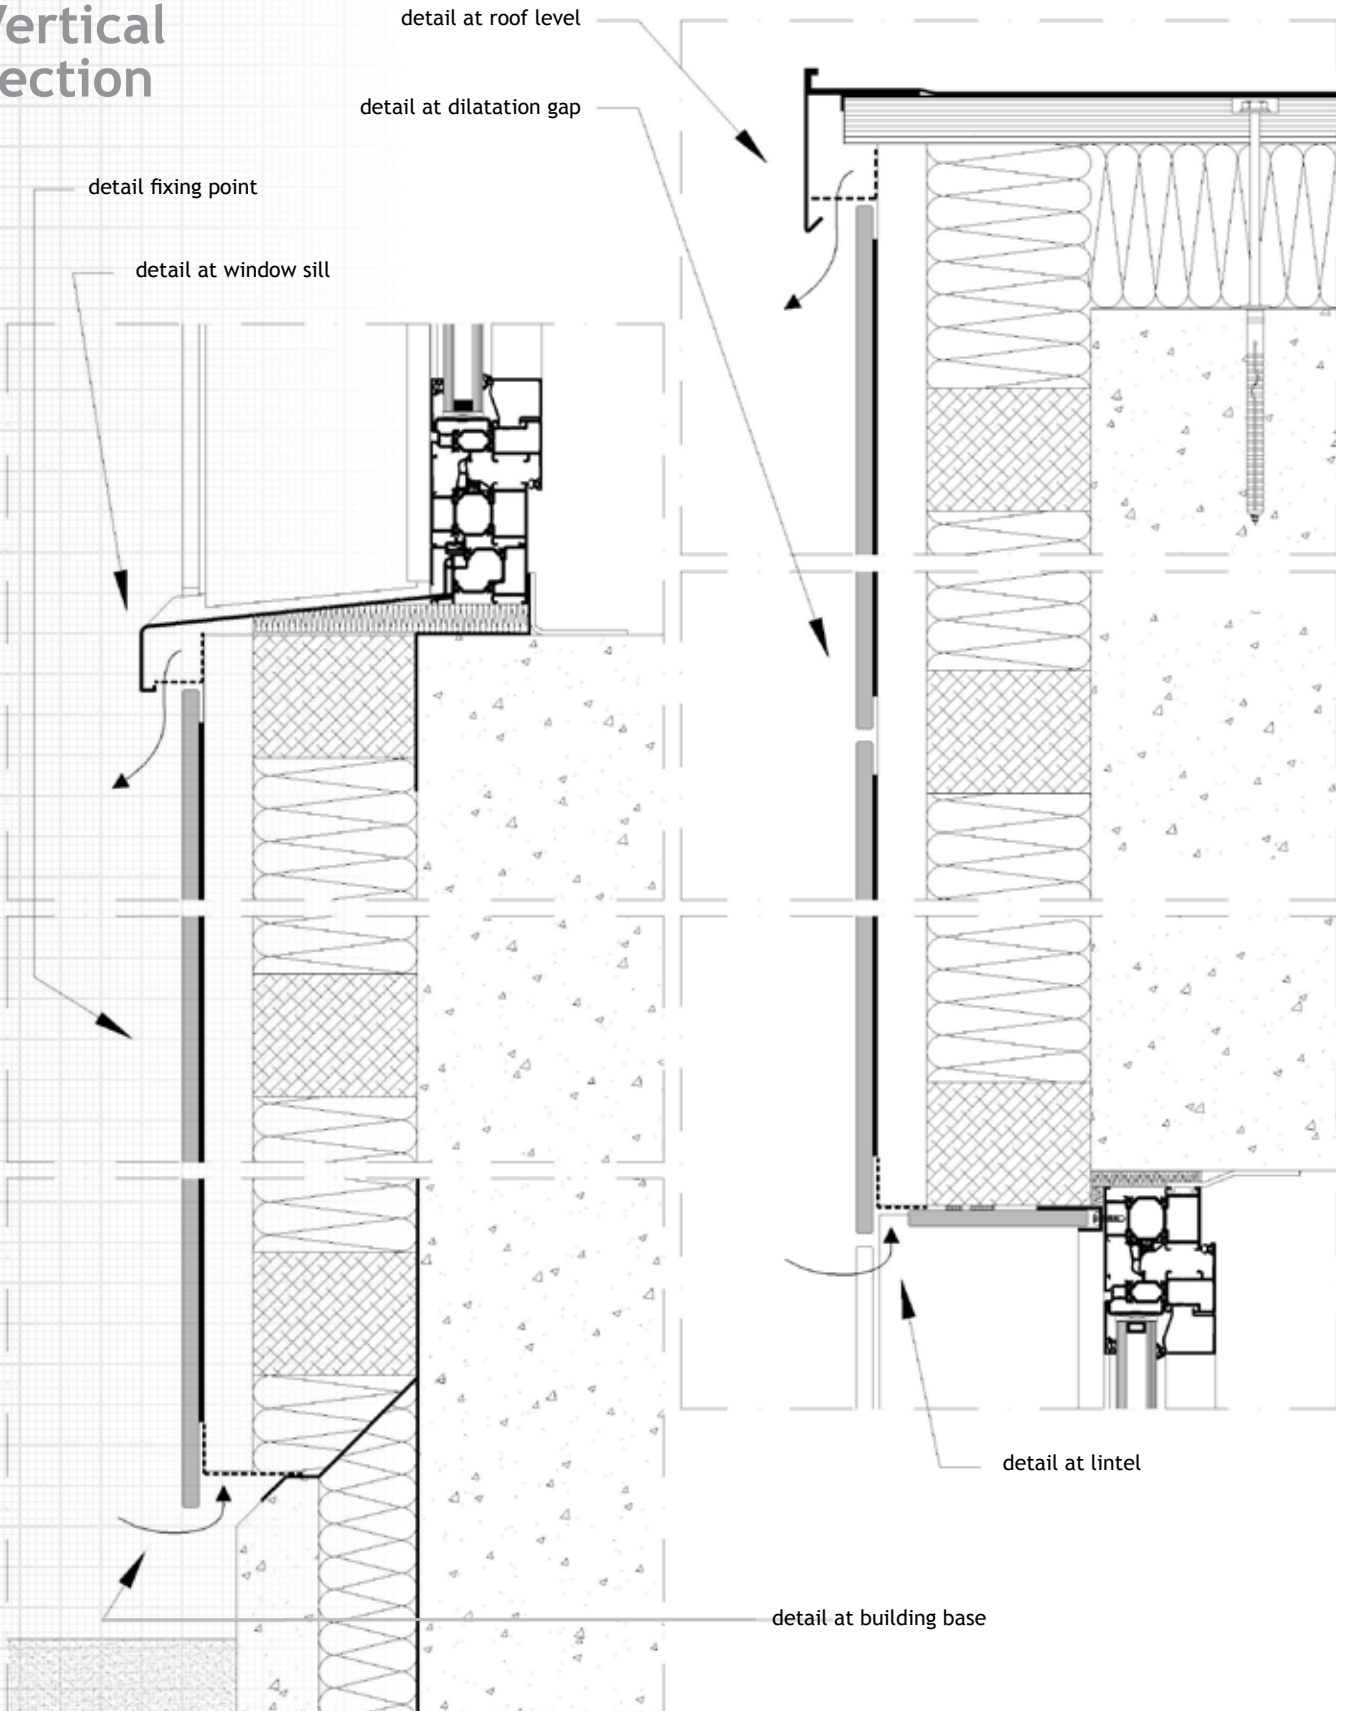 Vertical
ection
detail at roof level
detail at dilatation gap
detail fixing point
detail at window sill
detail at lintel
detail at building base